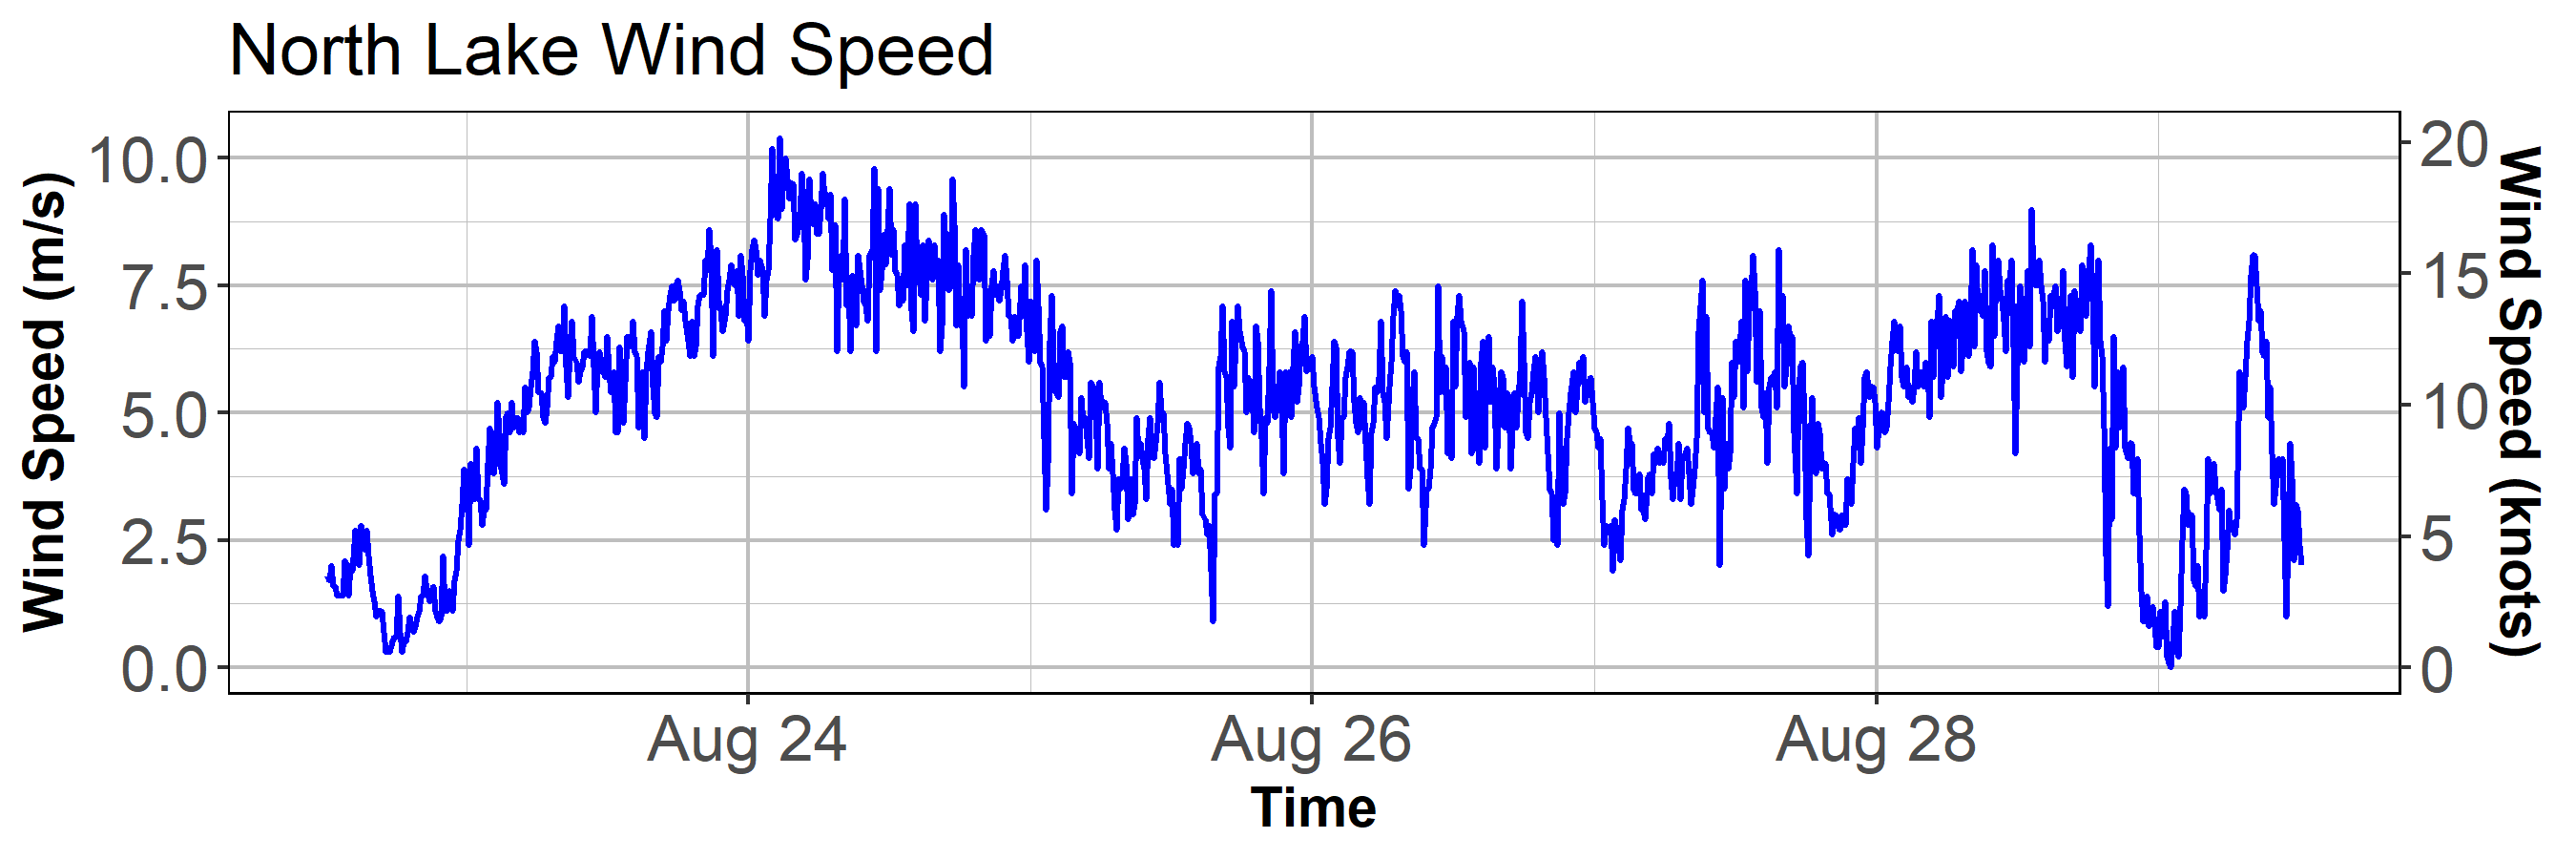 North Lake Wind Speed
Wind Speed (m/s)
10.0
7.5
5.0
2.5
0.0
20
15
10
5
0
Wind Speed (knots)
Aug 24
Aug 26
Aug 28
Time